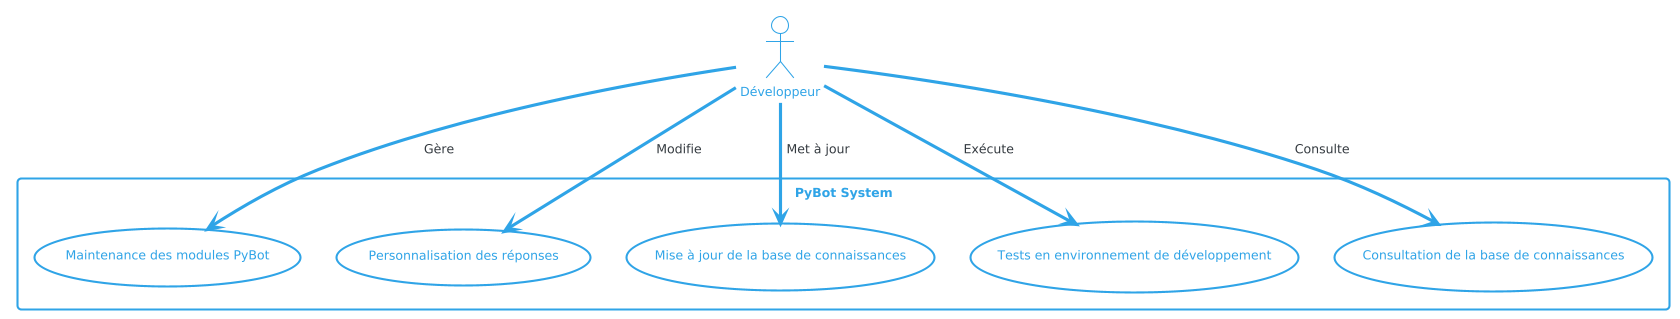 Développeur
Gère
Modifie
Met à jour
Exécute
Consulte
PyBot System
Maintenance des modules PyBot
Personnalisation des réponses
Mise à jour de la base de connaissances
Tests en environnement de développement
Consultation de la base de connaissances